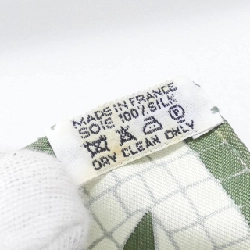 MADE IN FRANCE
SOIE 100% SILK
P
DRY CLEAN ONLY